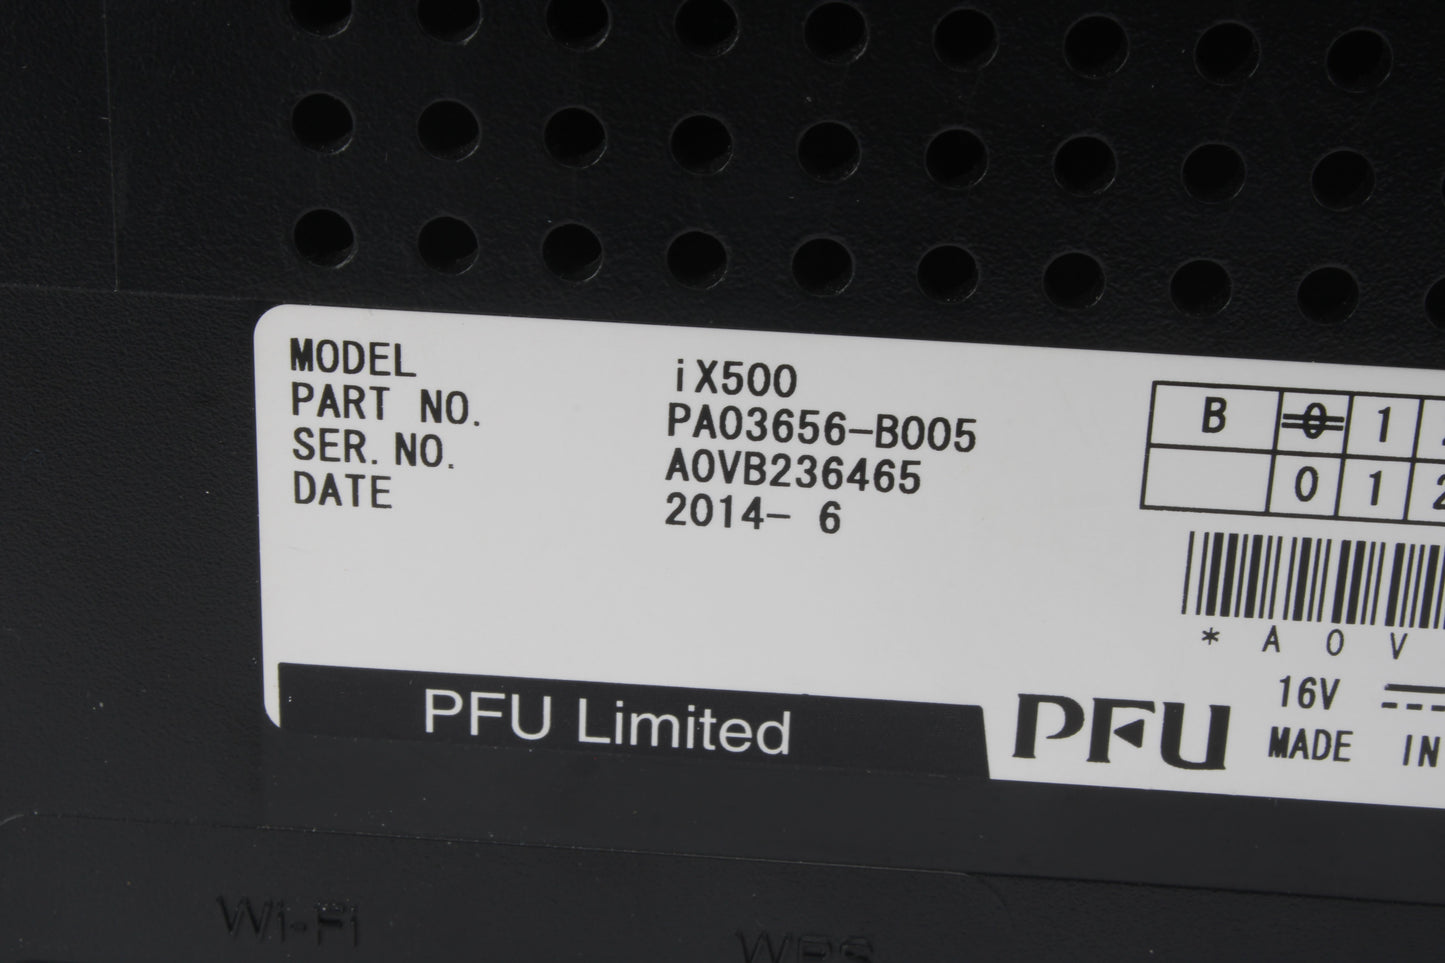 MODEL iX500
PART NO. PA03656-B005
SER. NO. A0VB236465
DATE 2014- 6
B 0 1
0 1 2
* A 0 V
16V
MADE IN
PFU Limited
PFU
Wi-Fi
WPS